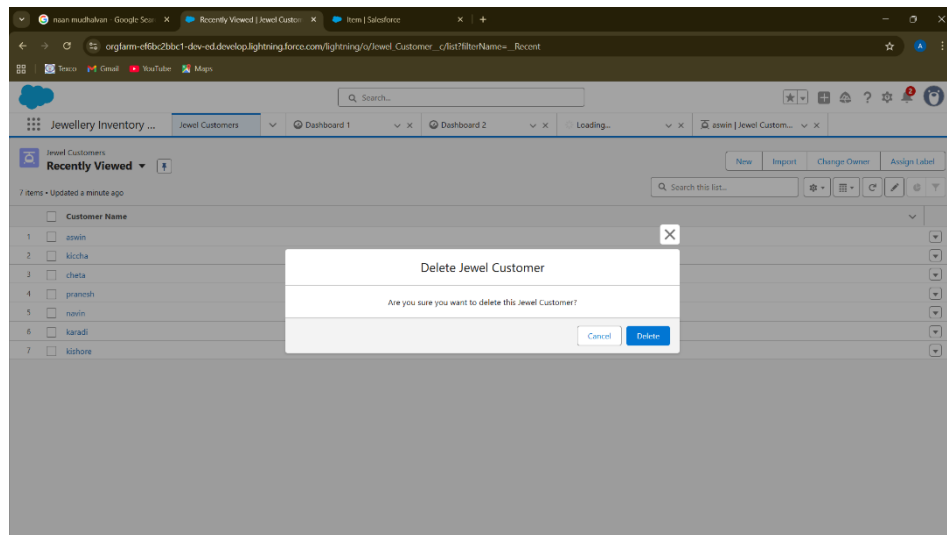 naan mudhalvan - Google Sear
Recently Viewed | Jewel Custom
Item | Salesforce
orgfarm-ef6bc2bbc1-dev-ed.develop.lightning.force.com/lightning/o/Jewel_Customer__c/list?filterName=__Recent
Texco
Gmail
YouTube
Maps
Search...
Jewellery Inventory ...
Jewel Customers
Dashboard 1
Dashboard 2
Loading...
aswin | Jewel Custom...
Jewel Customers
Recently Viewed
New
Import
Change Owner
Assign Label
7 items • Updated a minute ago
Search this list...
Customer Name
1 aswin
2 kiccha
3 cheta
4 pranesh
5 navin
6 karadi
7 kishore
Delete Jewel Customer
Are you sure you want to delete this Jewel Customer?
Cancel
Delete